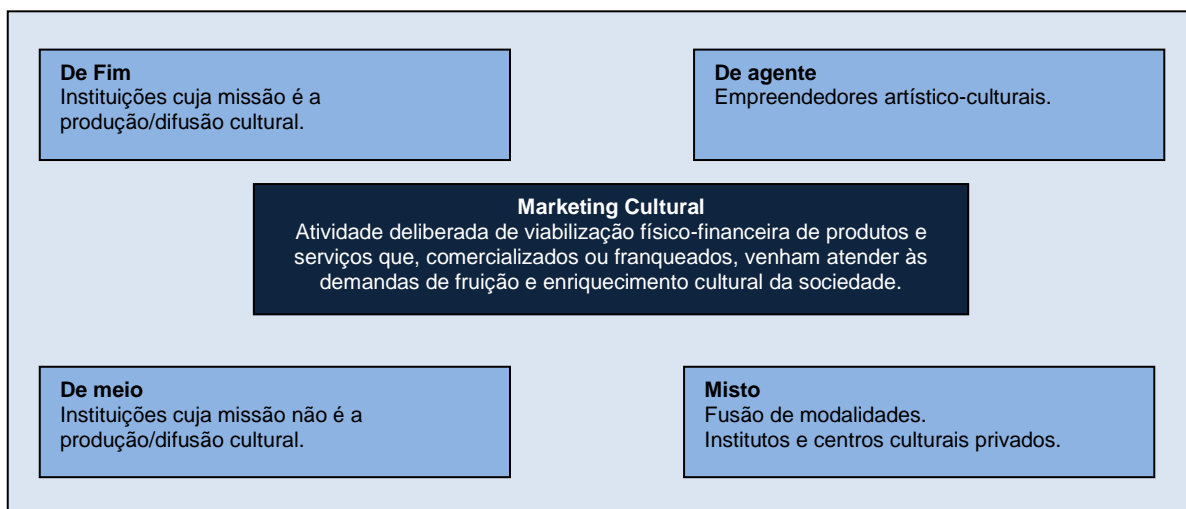 De Fim
Instituições cuja missão é a
produção/difusão cultural.
De agente
Empreendedores artístico-culturais.
Marketing Cultural
Atividade deliberada de viabilização físico-financeira de produtos e
serviços que, comercializados ou franqueados, venham atender às
demandas de fruição e enriquecimento cultural da sociedade.
De meio
Instituições cuja missão não é a
produção/difusão cultural.
Misto
Fusão de modalidades.
Institutos e centros culturais privados.